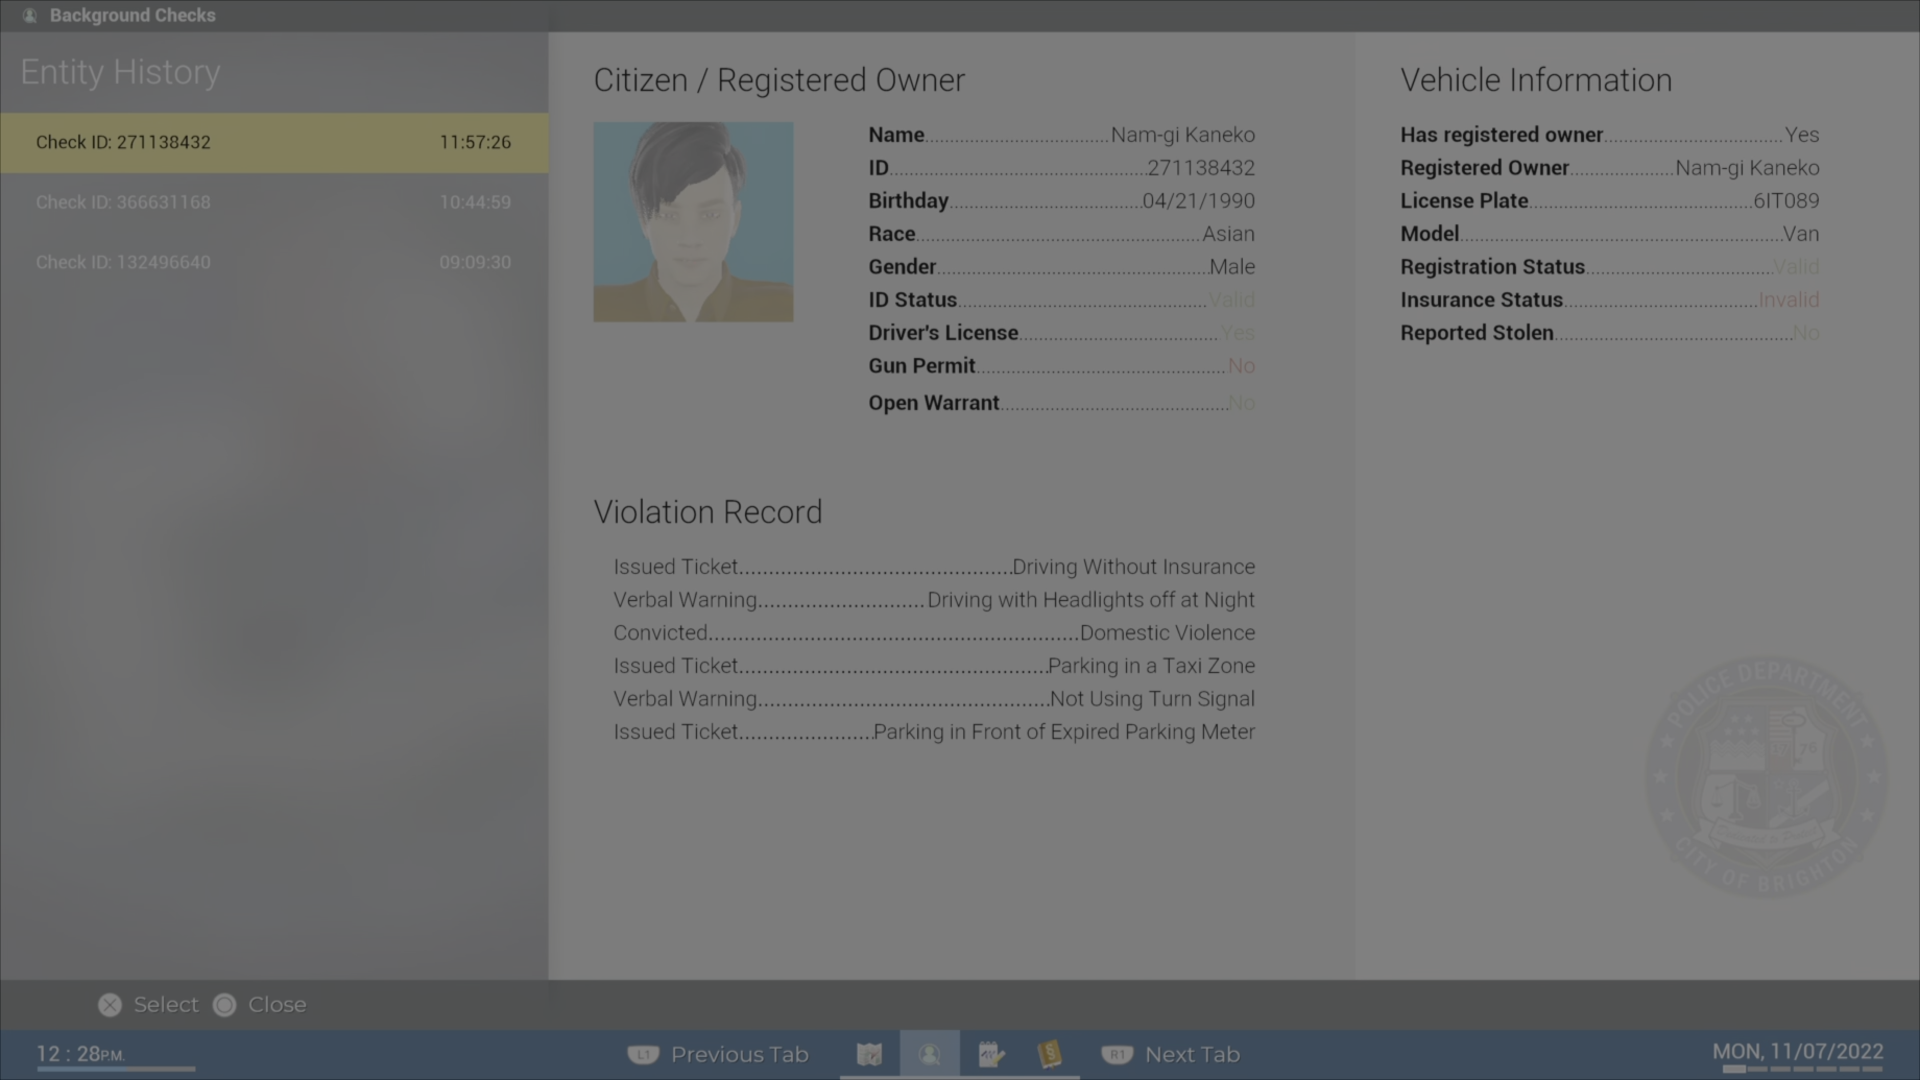 Background Checks
Entity History
Check ID: 271138432 11:57:26
Check ID: 366631168 10:44:59
Check ID: 132496640 09:09:30
Citizen / Registered Owner
Name Nam-gi Kaneko
ID 271138432
Birthday 04/21/1990
Race Asian
Gender Male
ID Status Valid
Driver's License Yes
Gun Permit No
Open Warrant No
Violation Record
Issued Ticket Driving Without Insurance
Verbal Warning Driving with Headlights off at Night
Convicted Domestic Violence
Issued Ticket Parking in a Taxi Zone
Verbal Warning Not Using Turn Signal
Issued Ticket Parking in Front of Expired Parking Meter
Vehicle Information
Has registered owner Yes
Registered Owner Nam-gi Kaneko
License Plate 6IT089
Model Van
Registration Status Valid
Insurance Status Invalid
Reported Stolen No
POLICE DEPARTMENT
19 76
CITY OF BRIGHTON
Select Close
12 : 28 P.M.
L1 Previous Tab
R1 Next Tab
MON, 11/07/2022